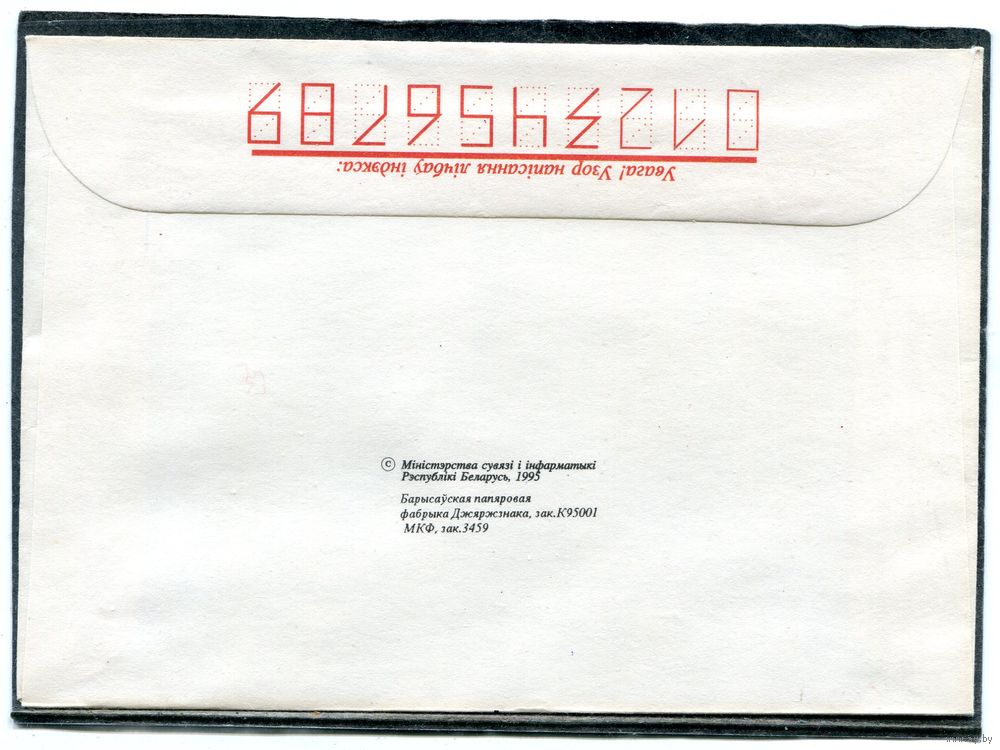 0123456789
Увага! Узор напісання лічбаў індэкса:
© Міністэрства сувязі і інфарматыкі
Рэспублікі Беларусь, 1995
Барысаўская папяровая
фабрыка Джяржзнака, зак.К95001
МКФ, зак.3459